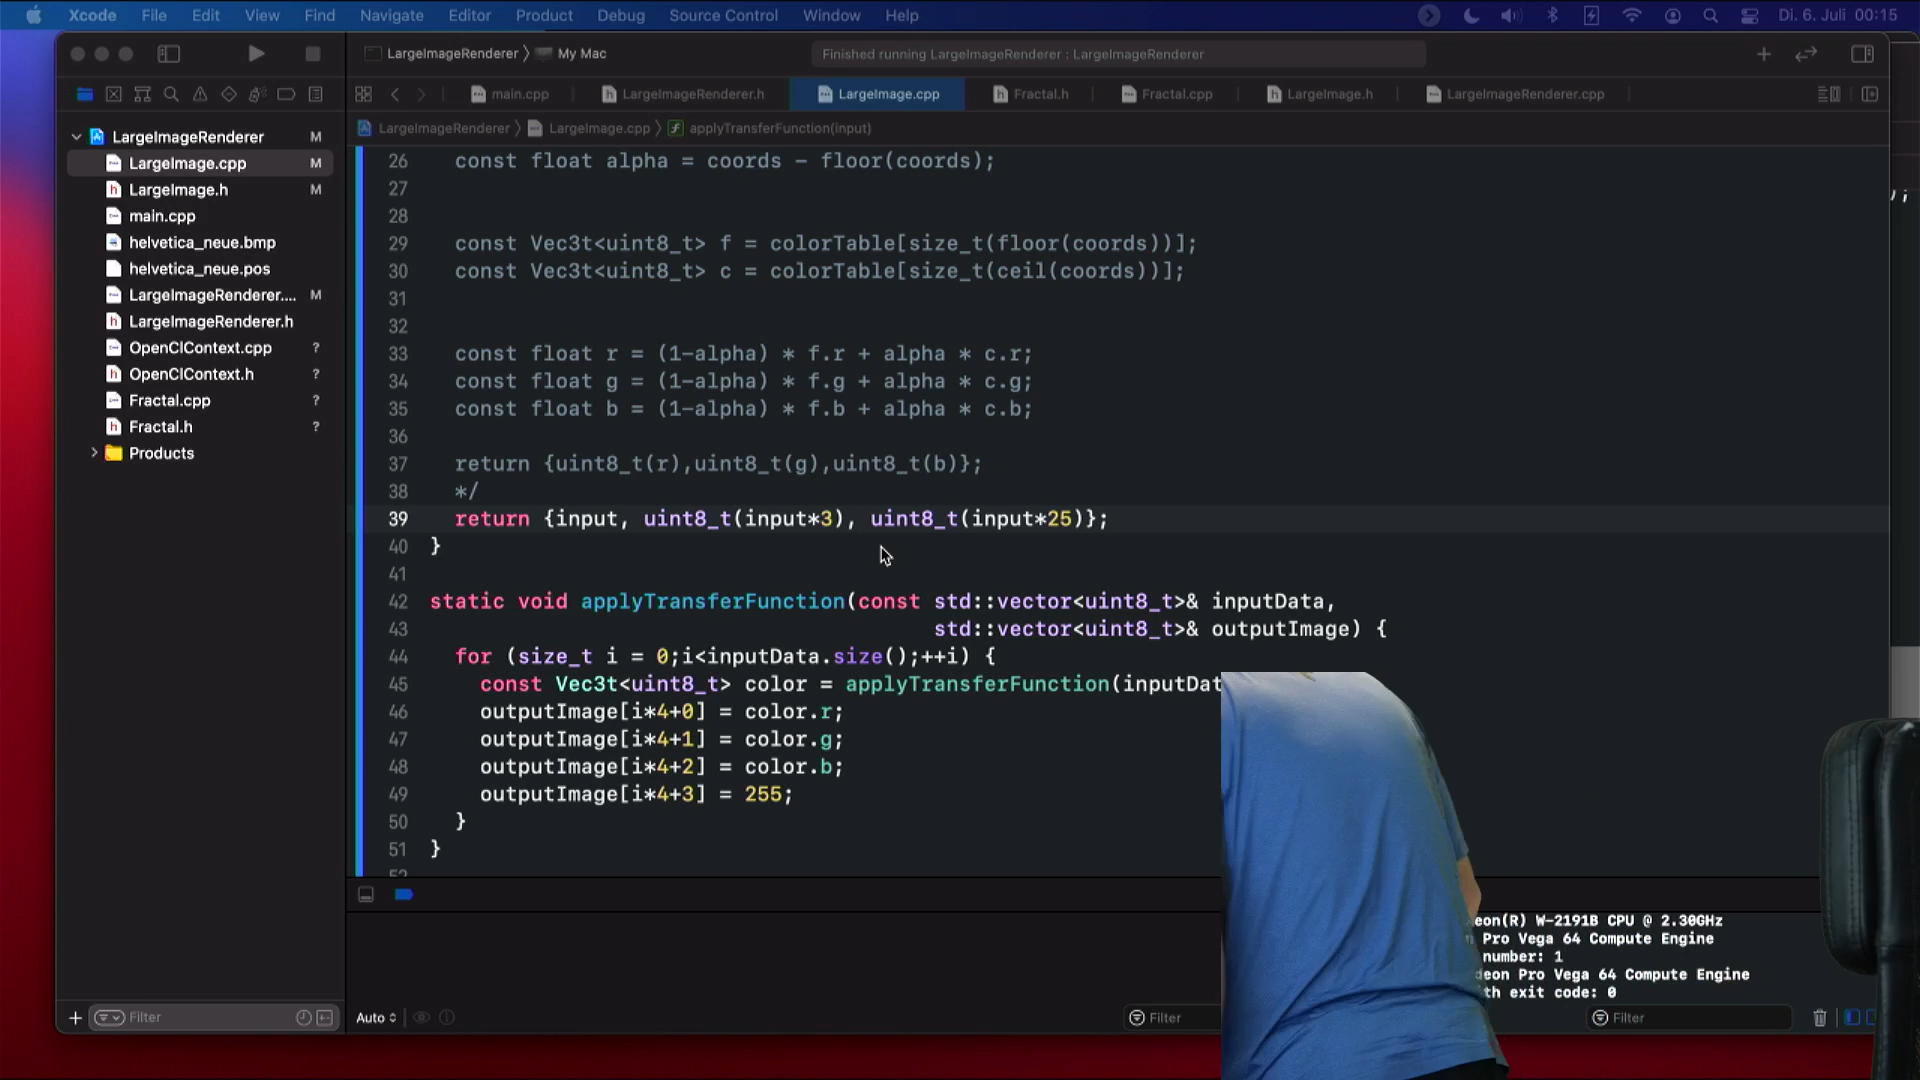 Xcode File Edit View Find Navigate Editor Product Debug Source Control Window Help Di. 6. Juli 00:15
LargeImageRenderer My Mac Finished running LargeImageRenderer : LargeImageRenderer
main.cpp LargeImageRenderer.h LargeImage.cpp Fractal.h Fractal.cpp LargeImage.h LargeImageRenderer.cpp
LargeImageRenderer LargeImage.cpp applyTransferFunction(input)
LargeImageRenderer M
LargeImage.cpp M
LargeImage.h M
main.cpp
helvetica_neue.bmp
helvetica_neue.pos
LargeImageRenderer.... M
LargeImageRenderer.h
OpenClContext.cpp ?
OpenClContext.h ?
Fractal.cpp ?
Fractal.h ?
Products
26 const float alpha = coords - floor(coords);
27
28
29 const Vec3t<uint8_t> f = colorTable[size_t(floor(coords))];
30 const Vec3t<uint8_t> c = colorTable[size_t(ceil(coords))];
31
32
33 const float r = (1-alpha) * f.r + alpha * c.r;
34 const float g = (1-alpha) * f.g + alpha * c.g;
35 const float b = (1-alpha) * f.b + alpha * c.b;
36
37 return {uint8_t(r),uint8_t(g),uint8_t(b)};
38 */
39 return {input, uint8_t(input*3), uint8_t(input*25)};
40 }
41
42 static void applyTransferFunction(const std::vector<uint8_t>& inputData,
43 std::vector<uint8_t>& outputImage) {
44 for (size_t i = 0;i<inputData.size();++i) {
45 const Vec3t<uint8_t> color = applyTransferFunction(inputDat
46 outputImage[i*4+0] = color.r;
47 outputImage[i*4+1] = color.g;
48 outputImage[i*4+2] = color.b;
49 outputImage[i*4+3] = 255;
50 }
51 }
52
eon(R) W-2191B CPU @ 2.30GHz
Pro Vega 64 Compute Engine
number: 1
deon Pro Vega 64 Compute Engine
th exit code: 0
Filter Auto Filter Filter